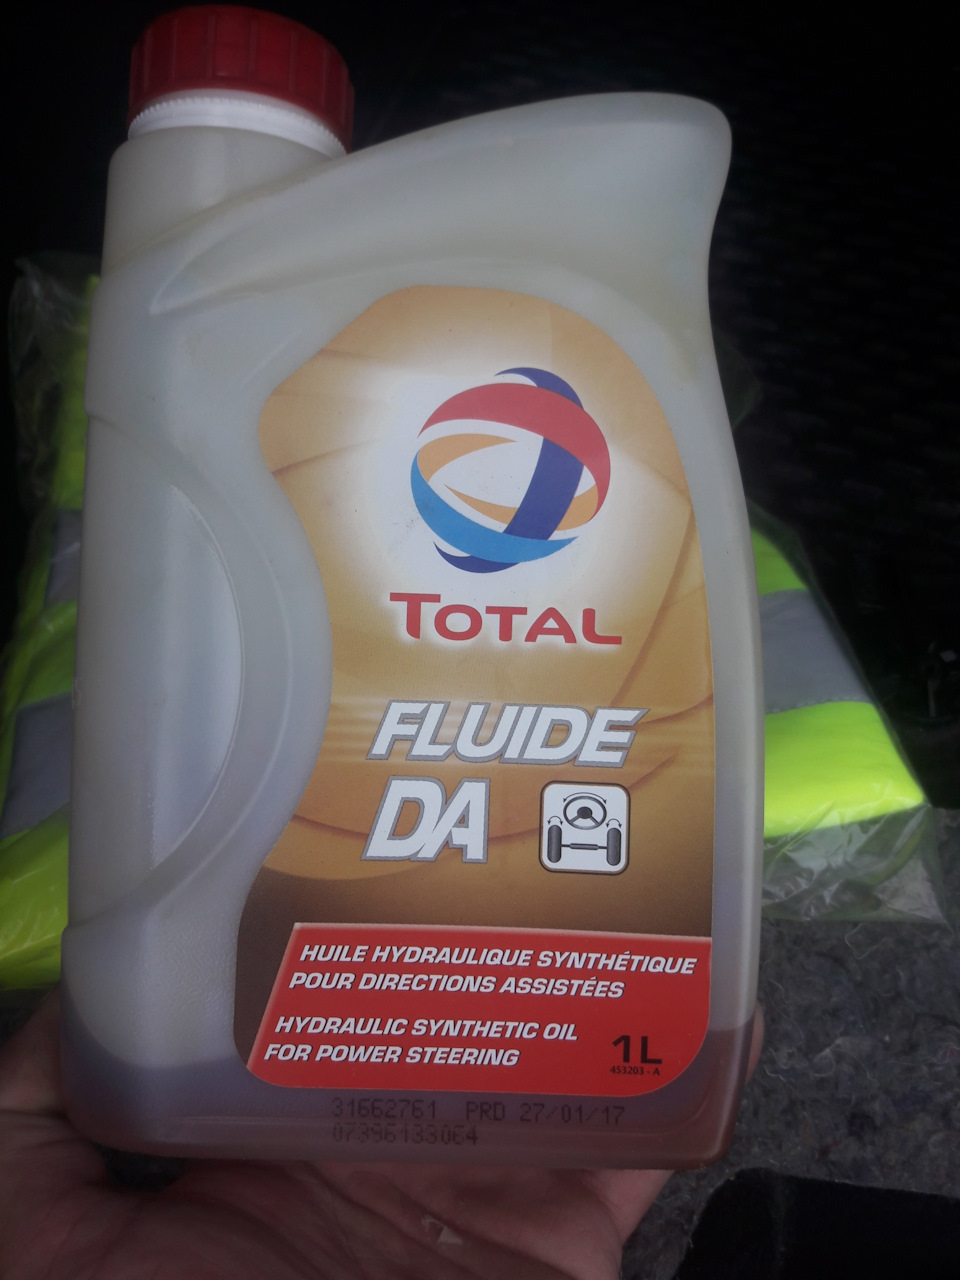 TOTAL
FLUIDE
DA
HUILE HYDRAULIQUE SYNTHÉTIQUE
POUR DIRECTIONS ASSISTÉES
HYDRAULIC SYNTHETIC OIL
FOR POWER STEERING
1L
453203 - A
31662761 PRD 27/01/17
07396133064